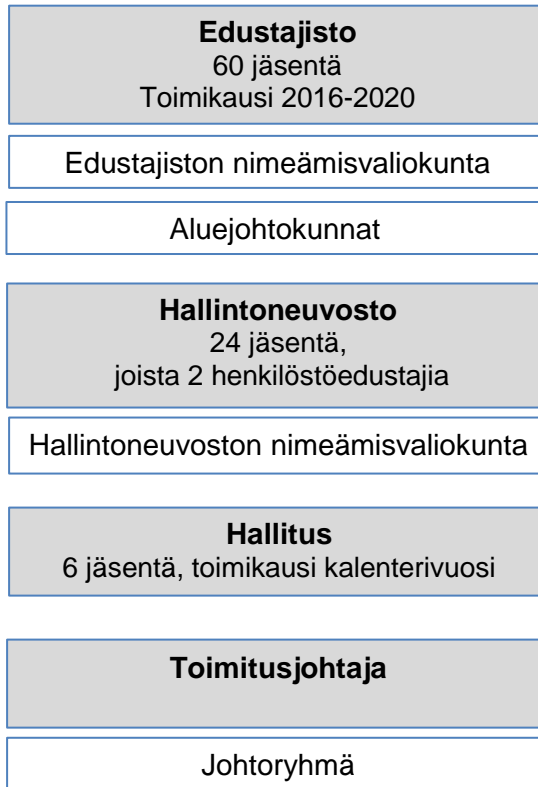 Edustajisto
60 jäsentä
Toimikausi 2016-2020
Edustajiston nimeämisvaliokunta
Aluejohtokunnat
Hallintoneuvosto
24 jäsentä,
joista 2 henkilöstöedustajia
Hallintoneuvoston nimeämisvaliokunta
Hallitus
6 jäsentä, toimikausi kalenterivuosi
Toimitusjohtaja
Johtoryhmä